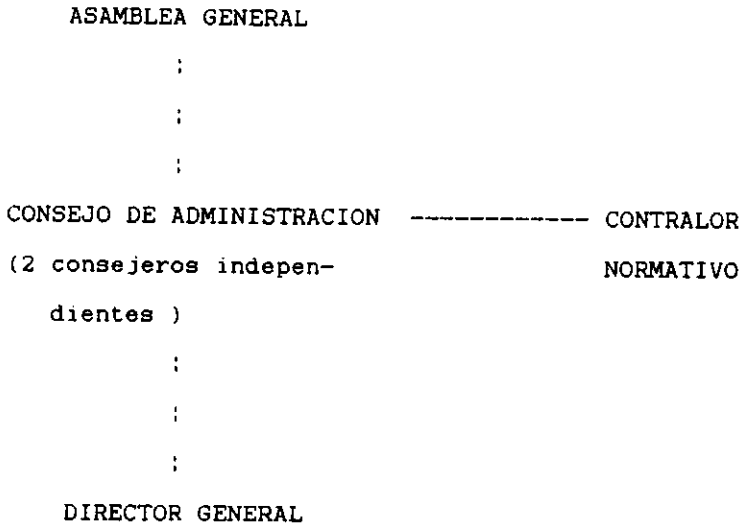 ASAMBLEA GENERAL
:
:
:
CONSEJO DE ADMINISTRACION ------------ CONTRALOR
(2 consejeros indepen- NORMATIVO
dientes )
:
:
:
DIRECTOR GENERAL